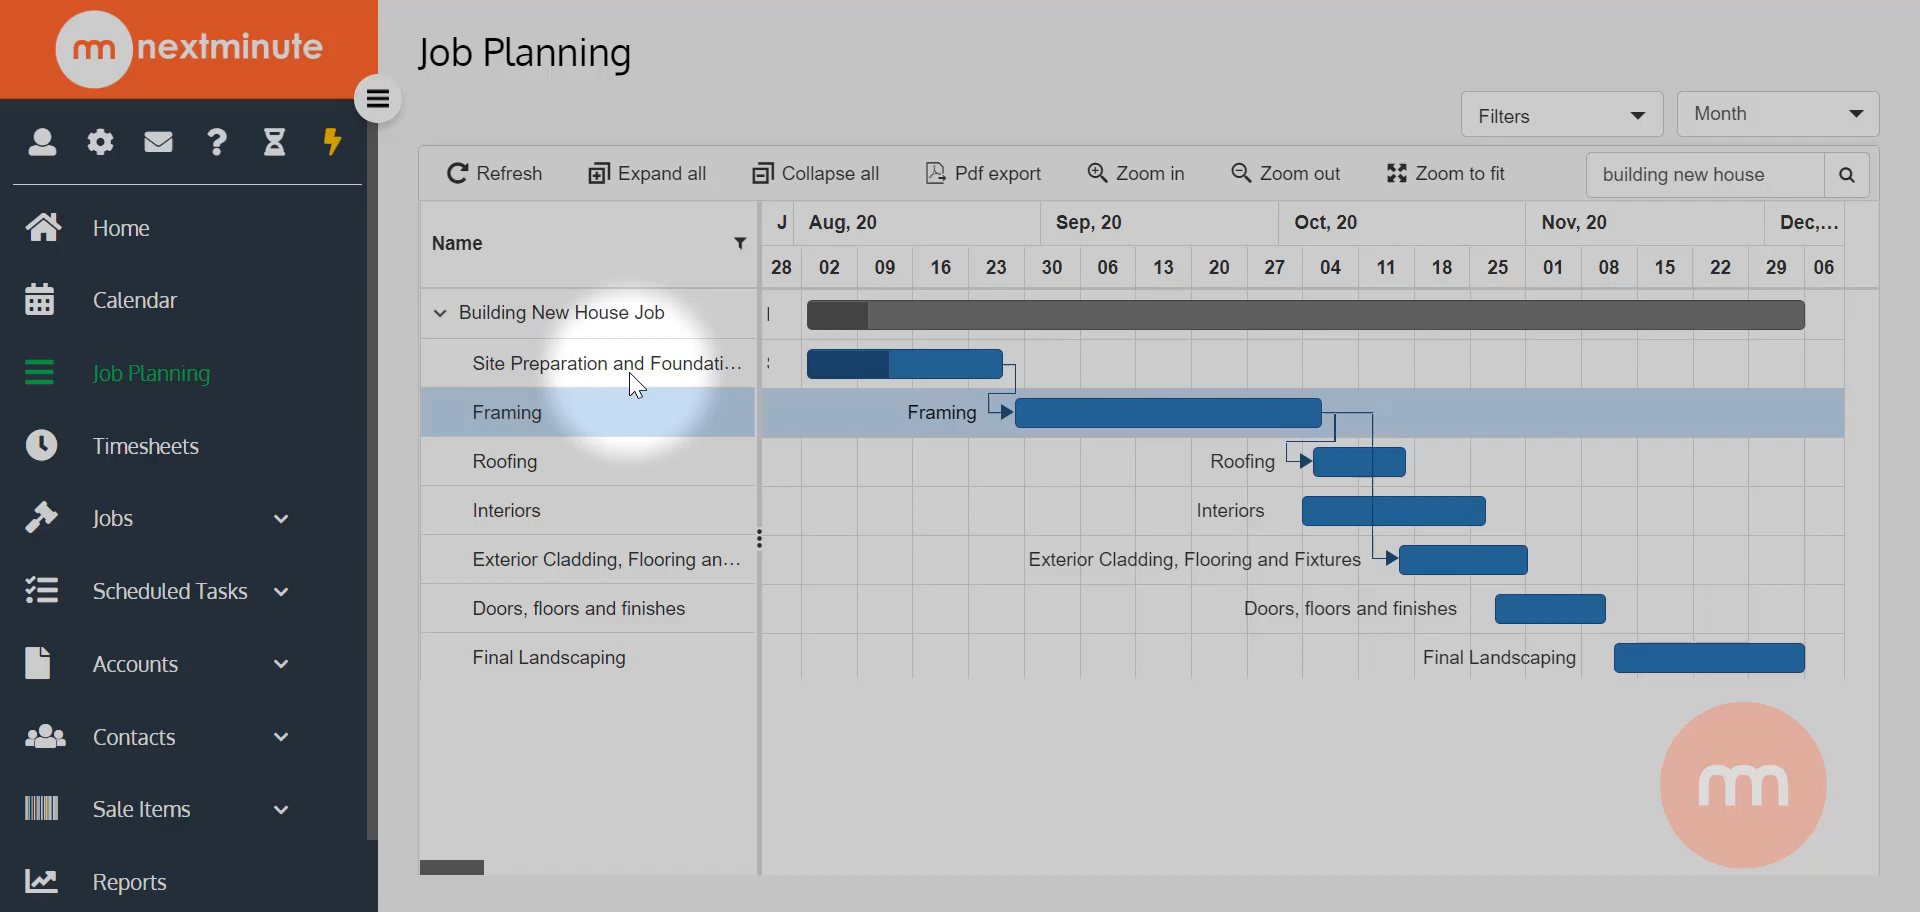 nextminute
Job Planning
Filters
Month
Refresh
Expand all
Collapse all
Pdf export
Zoom in
Zoom out
Zoom to fit
building new house
Home
Calendar
Job Planning
Timesheets
Jobs
Scheduled Tasks
Accounts
Contacts
Sale Items
Reports
Name
J
Aug, 20
Sep, 20
Oct, 20
Nov, 20
Dec,...
28 02 09 16 23 30 06 13 20 27 04 11 18 25 01 08 15 22 29 06
Building New House Job
Site Preparation and Foundati...
Framing
Framing
Roofing
Roofing
Interiors
Interiors
Exterior Cladding, Flooring an...
Exterior Cladding, Flooring and Fixtures
Doors, floors and finishes
Doors, floors and finishes
Final Landscaping
Final Landscaping